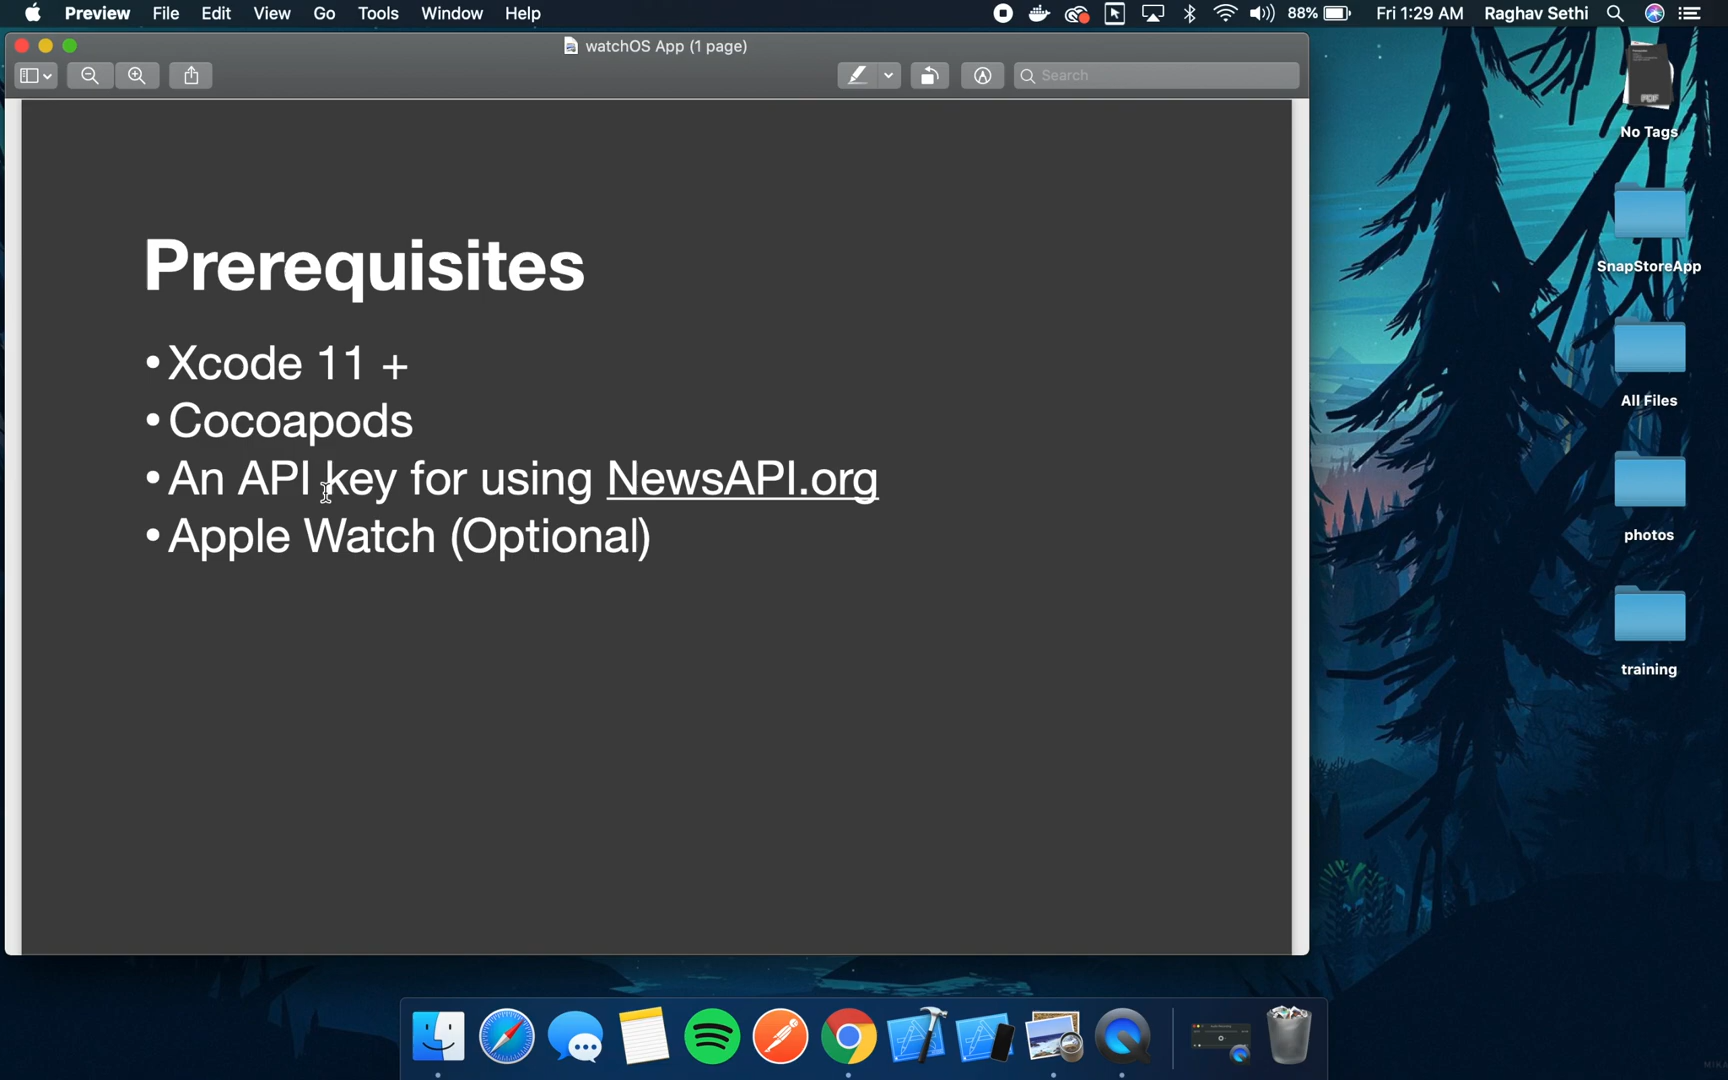 Preview File Edit View Go Tools Window Help 88% Fri 1:29 AM Raghav Sethi
watchOS App (1 page)
Search
Prerequisites
• Xcode 11 +
• Cocoapods
• An API key for using NewsAPI.org
• Apple Watch (Optional)
PDF
No Tags
SnapStoreApp
All Files
photos
training